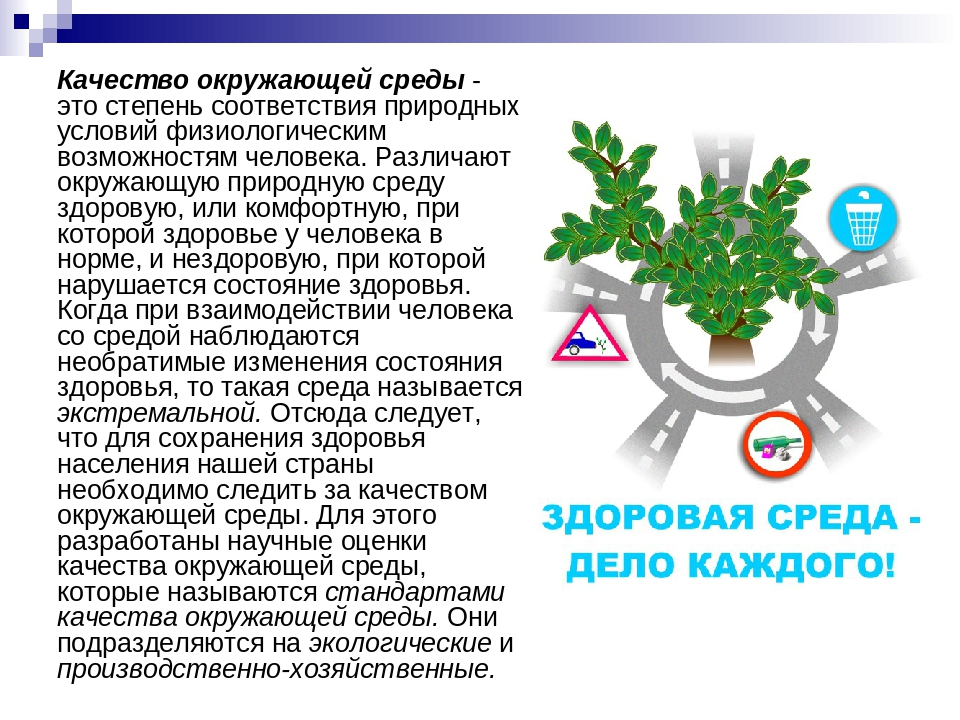 Качество окружающей среды -
это степень соответствия природных
условий физиологическим
возможностям человека. Различают
окружающую природную среду
здоровую, или комфортную, при
которой здоровье у человека в
норме, и нездоровую, при которой
нарушается состояние здоровья.
Когда при взаимодействии человека
со средой наблюдаются
необратимые изменения состояния
здоровья, то такая среда называется
экстремальной. Отсюда следует,
что для сохранения здоровья
населения нашей страны
необходимо следить за качеством
окружающей среды. Для этого
разработаны научные оценки
качества окружающей среды,
которые называются стандартами
качества окружающей среды. Они
подразделяются на экологические и
производственно-хозяйственные.
ЗДОРОВАЯ СРЕДА -
ДЕЛО КАЖДОГО!